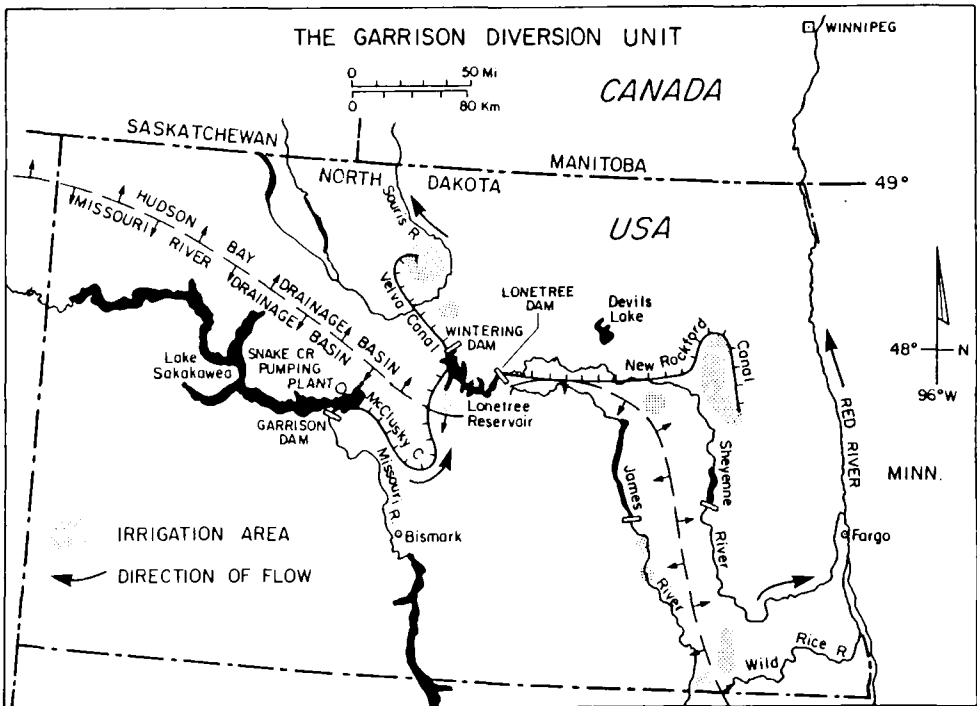 THE GARRISON DIVERSION UNIT
WINNIPEG
0 50 Mi
0 80 Km
CANADA
SASKATCHEWAN
MANITOBA
NORTH DAKOTA
49°
USA
Souris R.
HUDSON BAY DRAINAGE BASIN
MISSOURI RIVER DRAINAGE BASIN
Velva Canal
LONETREE
DAM
Devils
Lake
WINTERING
DAM
New Rockford Canal
48°
N
96°W
Lake
Sakakawea
SNAKE CR
PUMPING
PLANT
McClusky C.
Lonetree
Reservoir
GARRISON
DAM
Missouri R.
RED RIVER
MINN.
James River
Sheyenne River
Bismark
Fargo
IRRIGATION AREA
DIRECTION OF FLOW
Wild Rice R.